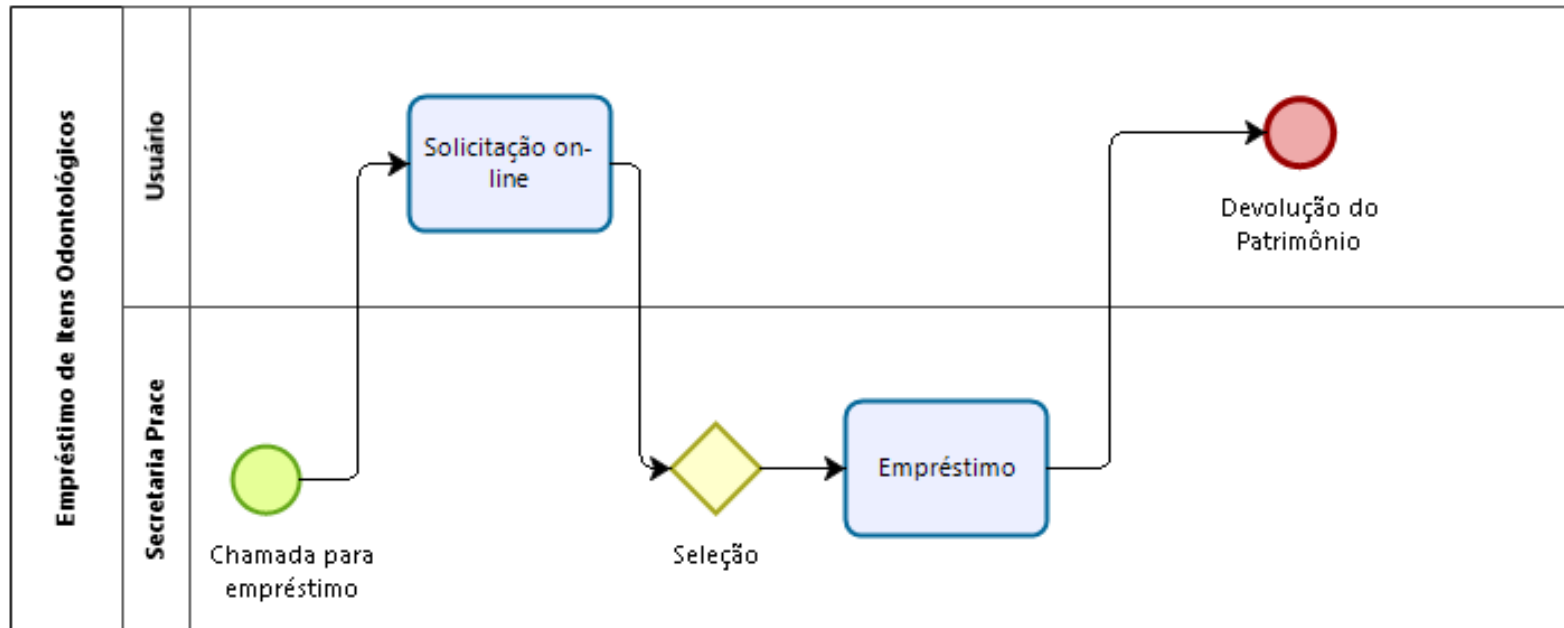 Empréstimo de Itens Odontológicos
Usuário
Solicitação on-
line
Devolução do
Patrimônio
Secretaria Prace
Chamada para
empréstimo
Seleção
Empréstimo